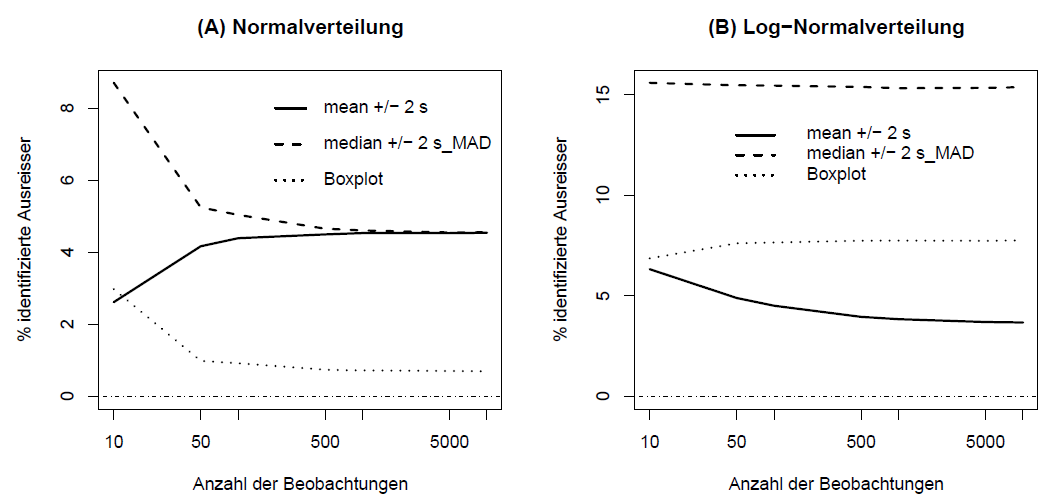 (A) Normalverteilung
% identifizierte Ausreisser
8
6
4
2
0
mean +/− 2 s
median +/− 2 s_MAD
Boxplot
10 50 500 5000
Anzahl der Beobachtungen
(B) Log−Normalverteilung
% identifizierte Ausreisser
15
10
5
0
mean +/− 2 s
median +/− 2 s_MAD
Boxplot
10 50 500 5000
Anzahl der Beobachtungen